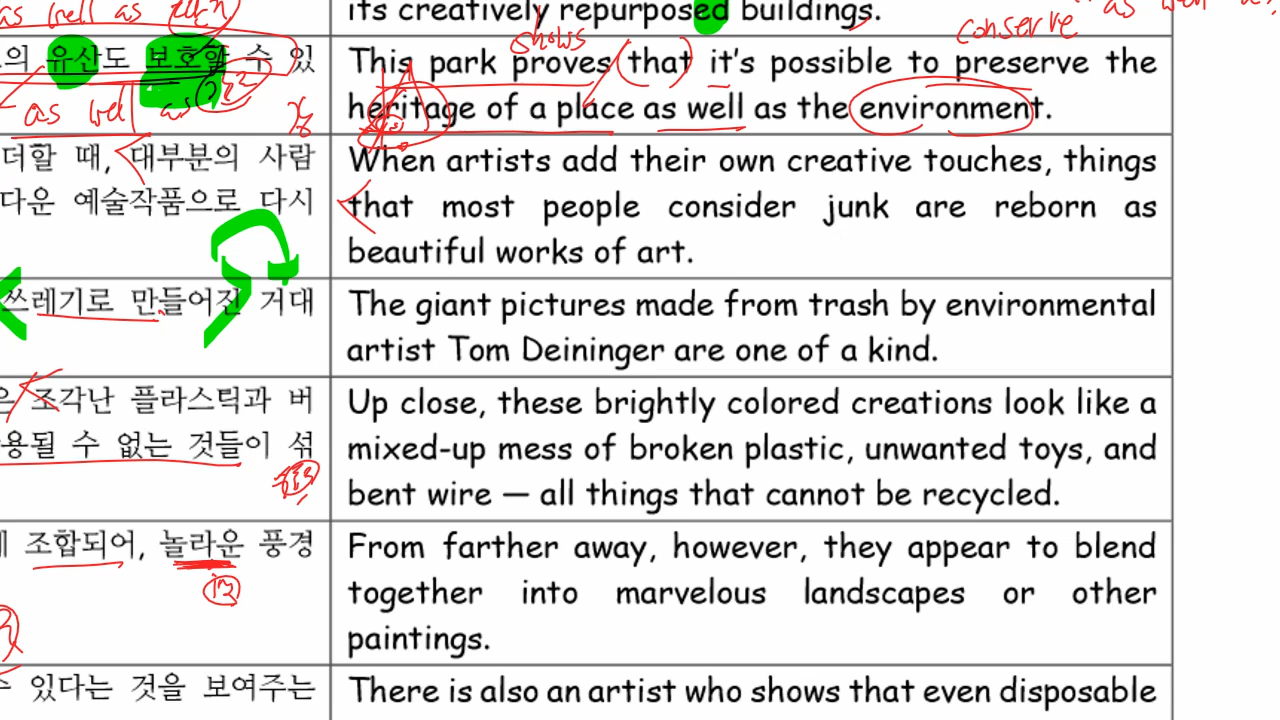 as well as
its creatively repurposed buildings.
as well
shows
conserve
의 유산도 보호할 수 있
This park proves that it's possible to preserve the
as well as
heritage of a place as well as the environment.
더할 때, 대부분의 사람
When artists add their own creative touches, things
다운 예술작품으로 다시
that most people consider junk are reborn as
beautiful works of art.
쓰레기로 만들어진 거대
The giant pictures made from trash by environmental
artist Tom Deininger are one of a kind.
은 조각난 플라스틱과 버
Up close, these brightly colored creations look like a
용될 수 없는 것들이 섞
mixed-up mess of broken plastic, unwanted toys, and
bent wire — all things that cannot be recycled.
조합되어, 놀라운 풍경
From farther away, however, they appear to blend
together into marvelous landscapes or other
paintings.
있다는 것을 보여주는
There is also an artist who shows that even disposable